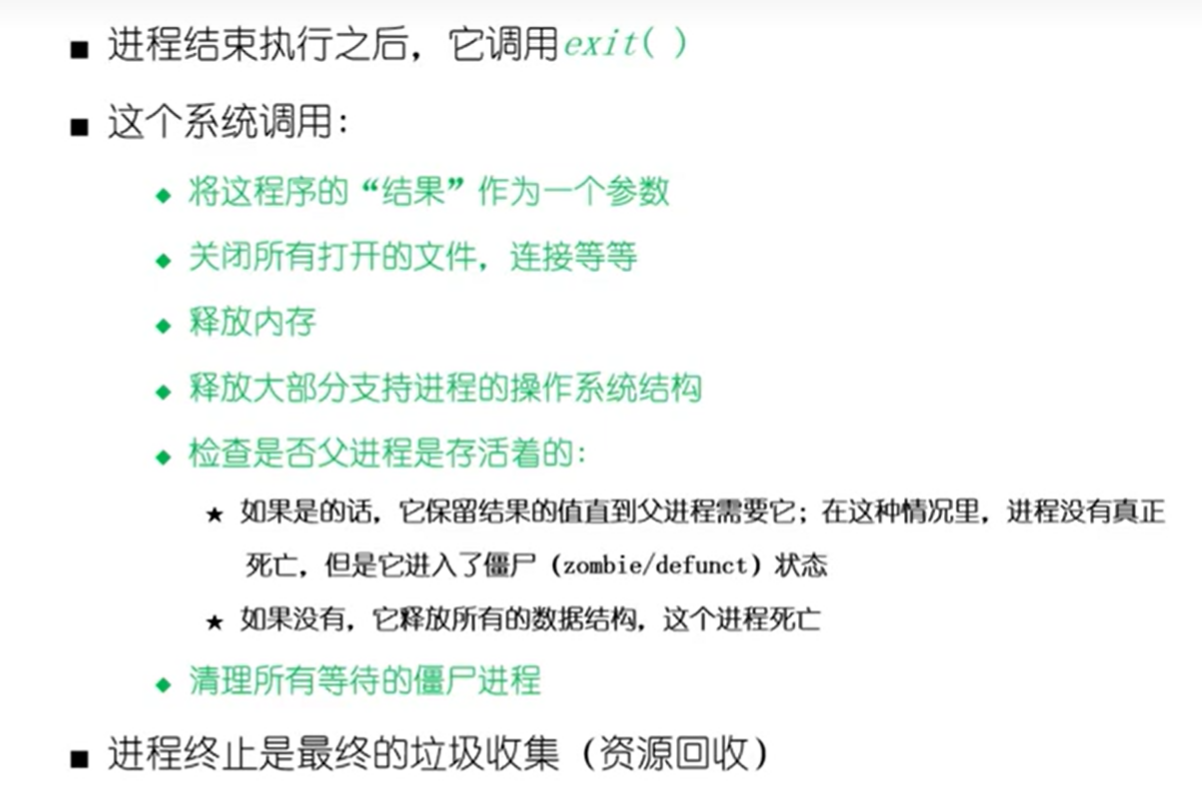 ■ 进程结束执行之后，它调用exit( )
■ 这个系统调用：
◆ 将这程序的“结果”作为一个参数
◆ 关闭所有打开的文件，连接等等
◆ 释放内存
◆ 释放大部分支持进程的操作系统结构
◆ 检查是否父进程是存活着的：
★ 如果是的话，它保留结果的值直到父进程需要它；在这种情况里，进程没有真正
死亡，但是它进入了僵尸（zombie/defunct）状态
★ 如果没有，它释放所有的数据结构，这个进程死亡
◆ 清理所有等待的僵尸进程
■ 进程终止是最终的垃圾收集（资源回收）